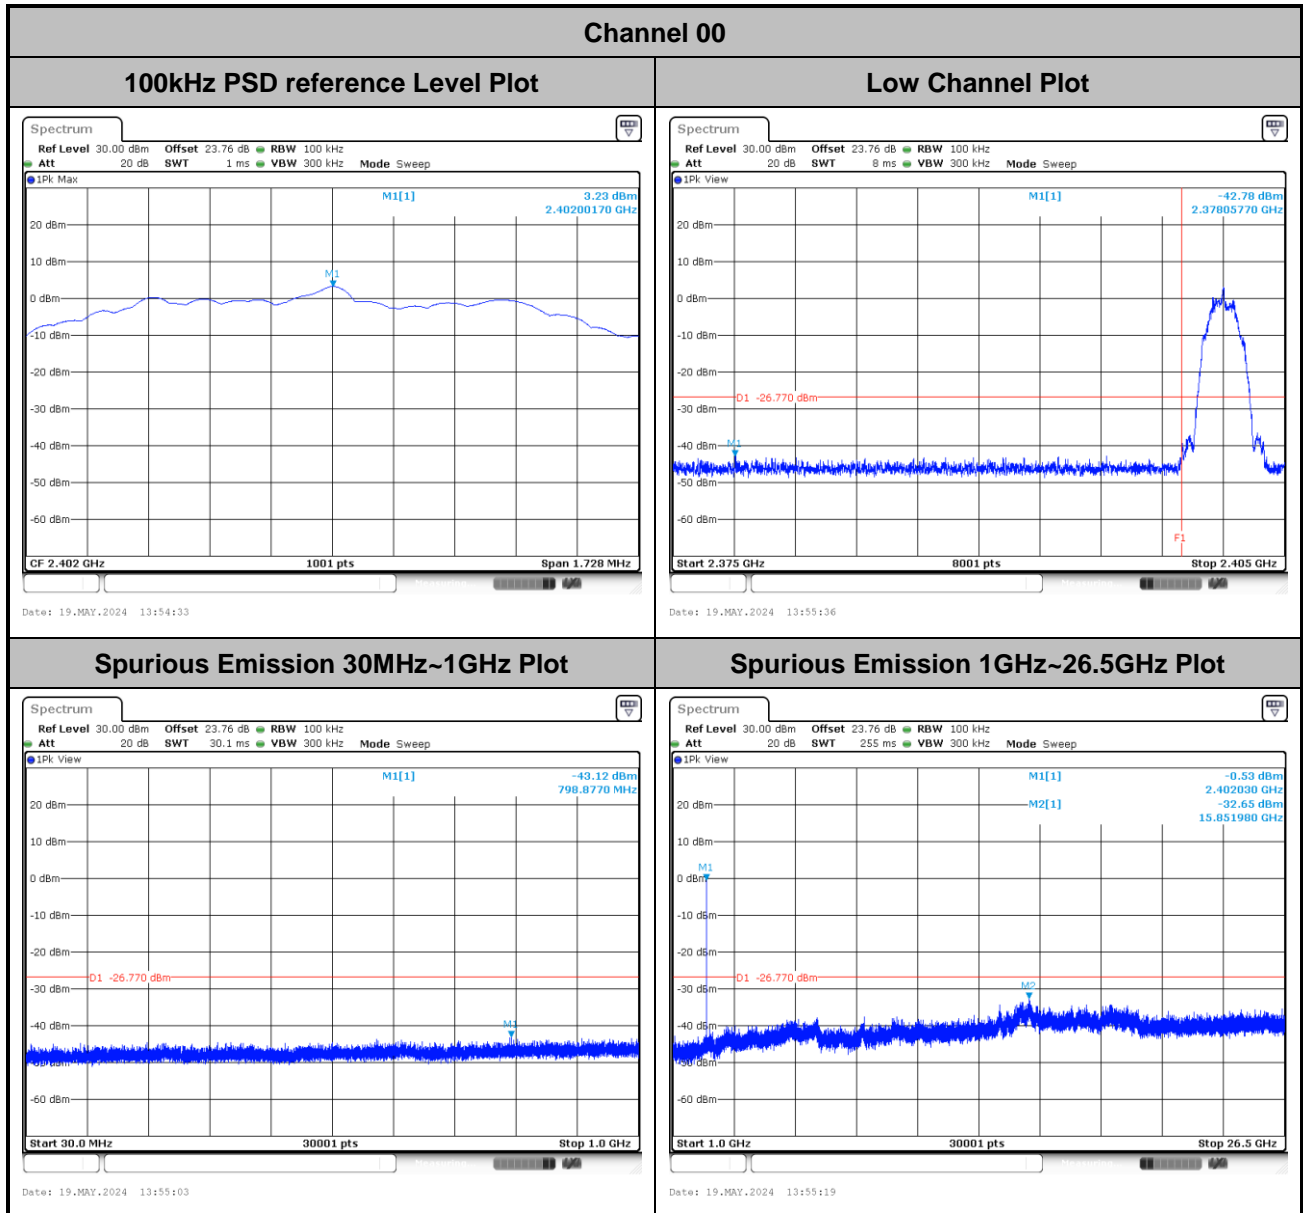 Channel 00
100kHz PSD reference Level Plot
Low Channel Plot
Spectrum
Ref Level 30.00 dBm Offset 23.76 dB RBW 100 kHz
Att 20 dB SWT 1 ms VBW 300 kHz Mode Sweep
1Pk Max
M1[1] 3.23 dBm
2.40200170 GHz
20 dBm
10 dBm
M1
0 dBm
-10 dBm
-20 dBm
-30 dBm
-40 dBm
-50 dBm
-60 dBm
CF 2.402 GHz 1001 pts Span 1.728 MHz
Date: 19.MAY.2024 13:54:33
Spectrum
Ref Level 30.00 dBm Offset 23.76 dB RBW 100 kHz
Att 20 dB SWT 8 ms VBW 300 kHz Mode Sweep
1Pk View
M1[1] -42.78 dBm
2.37805770 GHz
20 dBm
10 dBm
0 dBm
-10 dBm
-20 dBm
D1 -26.770 dBm
-30 dBm
-40 dBm
M1
-50 dBm
-60 dBm
F1
Start 2.375 GHz 8001 pts Stop 2.405 GHz
Date: 19.MAY.2024 13:55:36
Spurious Emission 30MHz~1GHz Plot
Spurious Emission 1GHz~26.5GHz Plot
Spectrum
Ref Level 30.00 dBm Offset 23.76 dB RBW 100 kHz
Att 20 dB SWT 30.1 ms VBW 300 kHz Mode Sweep
1Pk View
M1[1] -43.12 dBm
798.8770 MHz
20 dBm
10 dBm
0 dBm
-10 dBm
-20 dBm
D1 -26.770 dBm
-30 dBm
-40 dBm
M1
-50 dBm
-60 dBm
Start 30.0 MHz 30001 pts Stop 1.0 GHz
Date: 19.MAY.2024 13:55:03
Spectrum
Ref Level 30.00 dBm Offset 23.76 dB RBW 100 kHz
Att 20 dB SWT 255 ms VBW 300 kHz Mode Sweep
1Pk View
M1[1] -0.53 dBm
2.402030 GHz
M2[1] -32.65 dBm
15.851980 GHz
20 dBm
10 dBm
M1
0 dBm
-10 dBm
-20 dBm
D1 -26.770 dBm
-30 dBm
M2
-40 dBm
-50 dBm
-60 dBm
Start 1.0 GHz 30001 pts Stop 26.5 GHz
Date: 19.MAY.2024 13:55:19